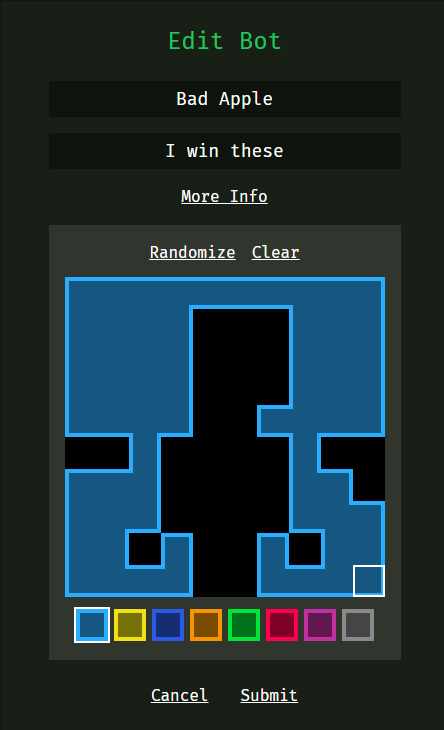 Edit Bot
Bad Apple
I win these
More Info
Randomize Clear
Cancel Submit